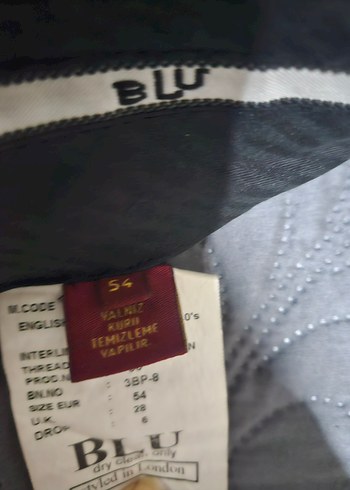 BLU
54
YALNIZ
KURU
TEMİZLEME
YAPILIR
M.CODE
ENGLISH
0's
INTERLI
THREAD
PROD.N
3BP-8
BN.NO : 54
SIZE EUR : 28
U.K. : 6
DROP
BLU
dry clean only
Styled in London